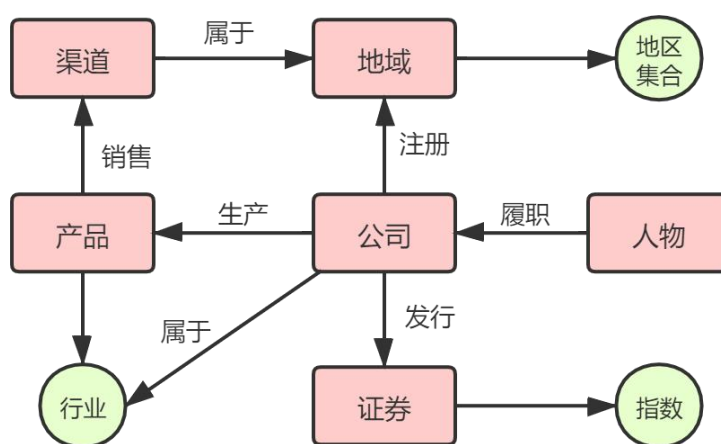 属于
渠道
地域
地区
集合
销售
注册
产品
生产
公司
履职
人物
属于
发行
行业
证券
指数